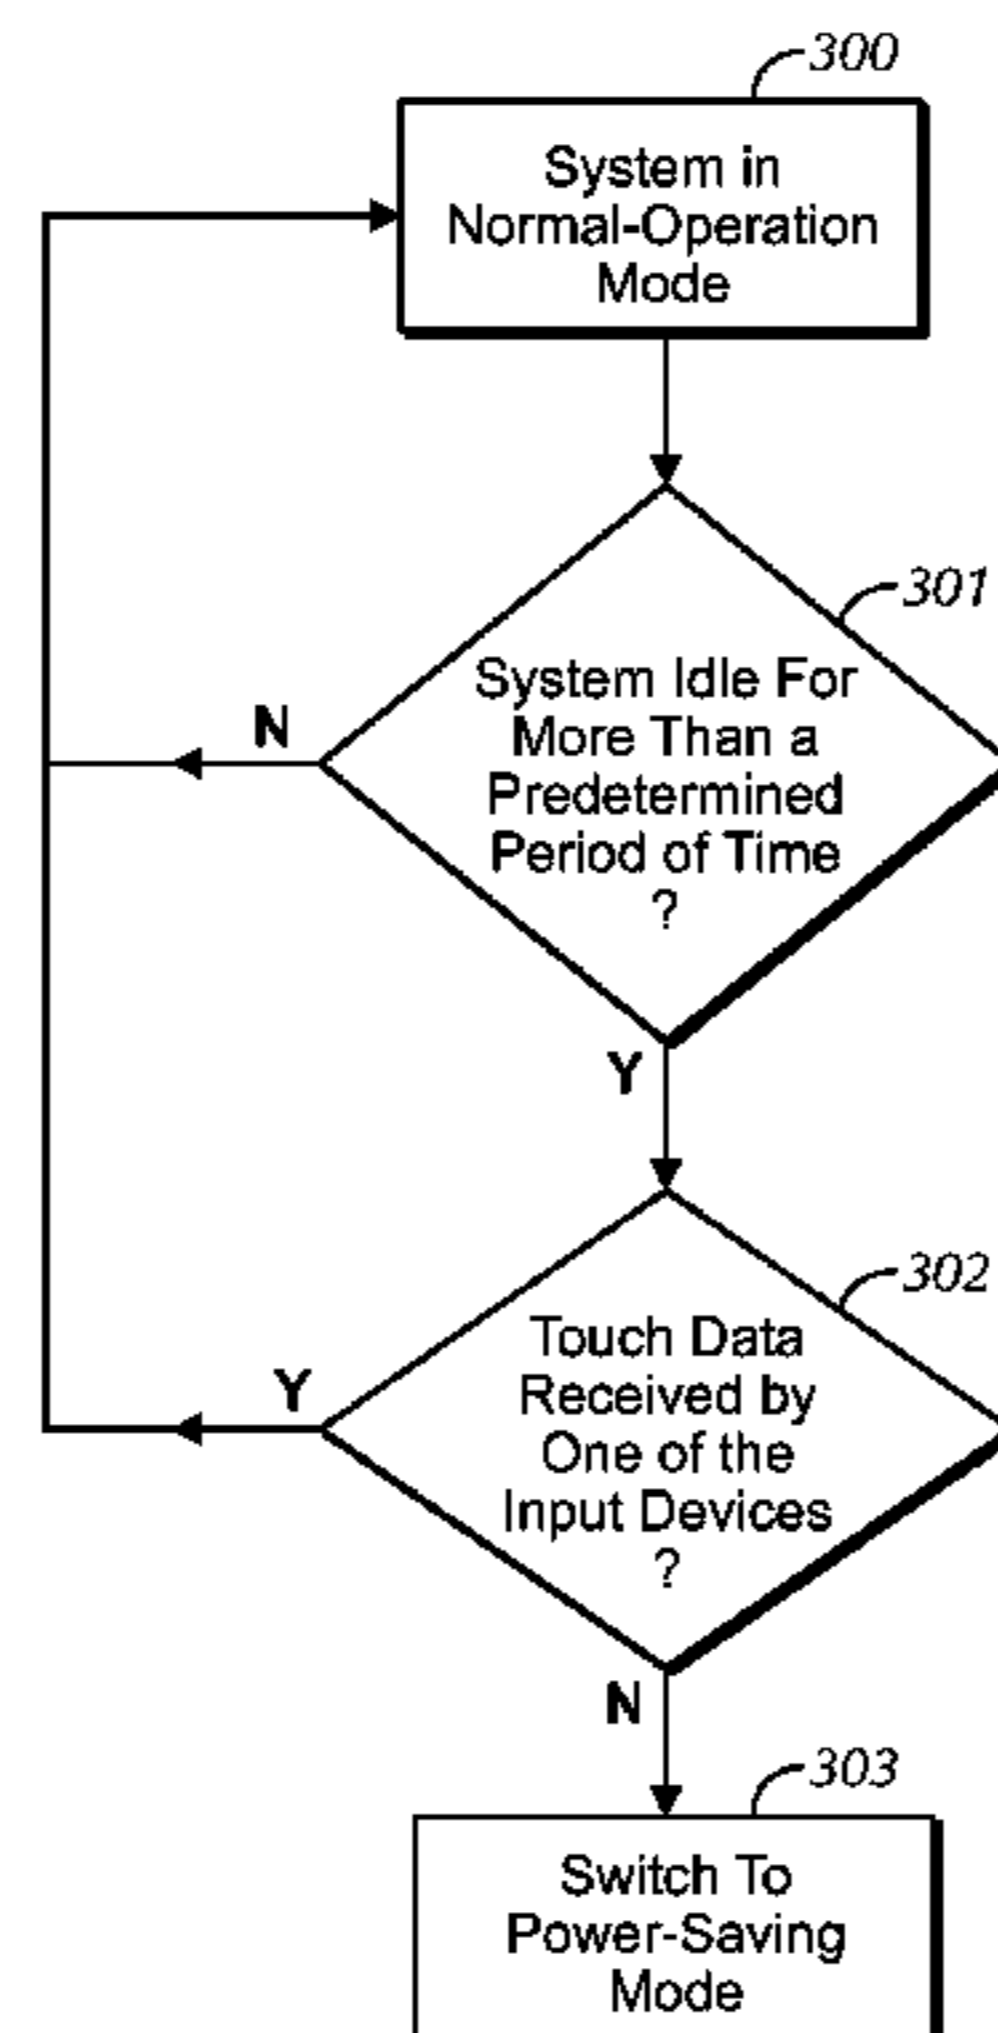 300
System in
Normal-Operation
Mode
301
System Idle For
More Than a
Predetermined
Period of Time
?
N
Y
302
Touch Data
Received by
One of the
Input Devices
?
Y
N
303
Switch To
Power-Saving
Mode